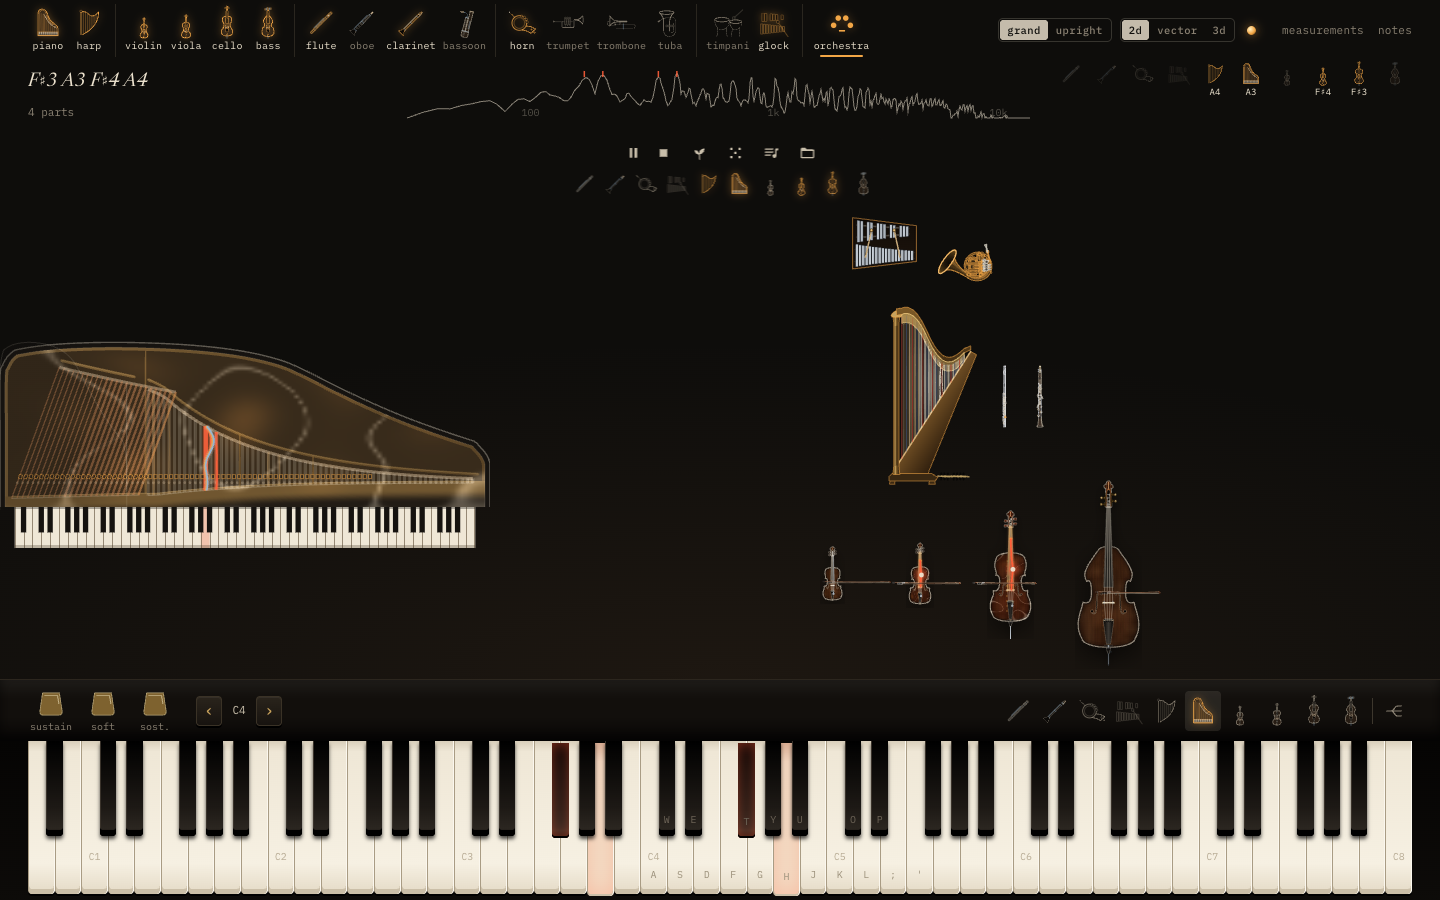 piano harp violin viola cello bass flute oboe clarinet bassoon horn trumpet trombone tuba timpani glock orchestra
grand upright 2d vector 3d measurements notes
F♯3 A3 F♯4 A4
4 parts
100 1k 10k
A4 A3 F♯4 F♯3
sustain soft sost.
‹ C4 ›
W E T Y U O P
C1 C2 C3 C4 C5 C6 C7 C8
A S D F G H J K L ; '